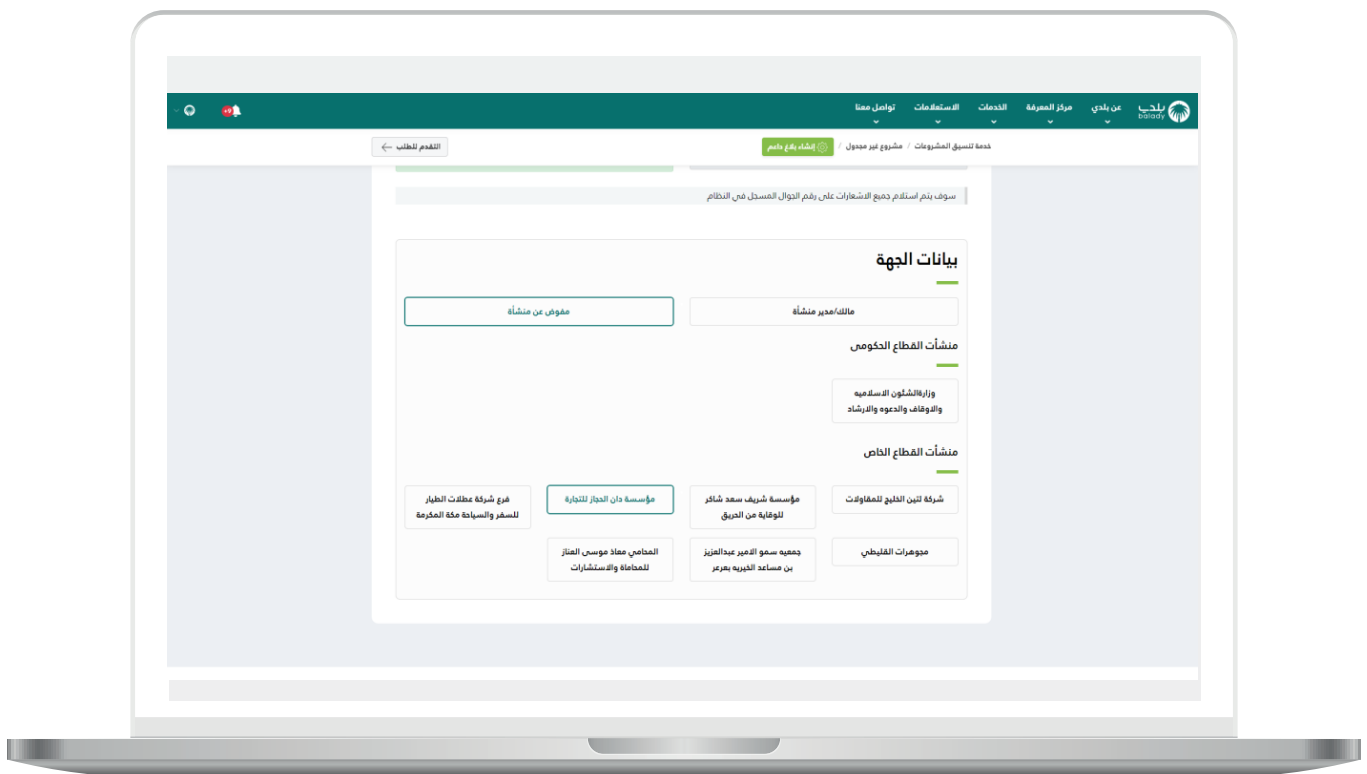 بلدي
balady
عن بلدي
مركز المعرفة
الخدمات
الاستعلامات
تواصل معنا
خدمة تنسيق المشروعات / مشروع غير مجدول /
إنشاء بلاغ داعم
التقدم للطلب
سوف يتم استلام جميع الاشعارات على رقم الجوال المسجل في النظام
بيانات الجهة
مالك/مدير منشأة
مفوض عن منشأة
منشأت القطاع الحكومى
وزارةالشئون الاسلاميه
والاوقاف والدعوه والارشاد
منشأت القطاع الخاص
شركة لنين الخليج للمقاولات
مؤسسة شريف سعد شاكر
للوقاية من الحريق
مؤسسة دان الحجاز للتجارة
فرع شركة عطلات الطيار
للسفر والسياحة مكة المكرمة
مجوهرات القليطي
جمعيه سمو الامير عبدالعزيز
بن مساعد الخيريه بعرعر
المحامي معاذ موسى العناز
للمحاماة والاستشارات